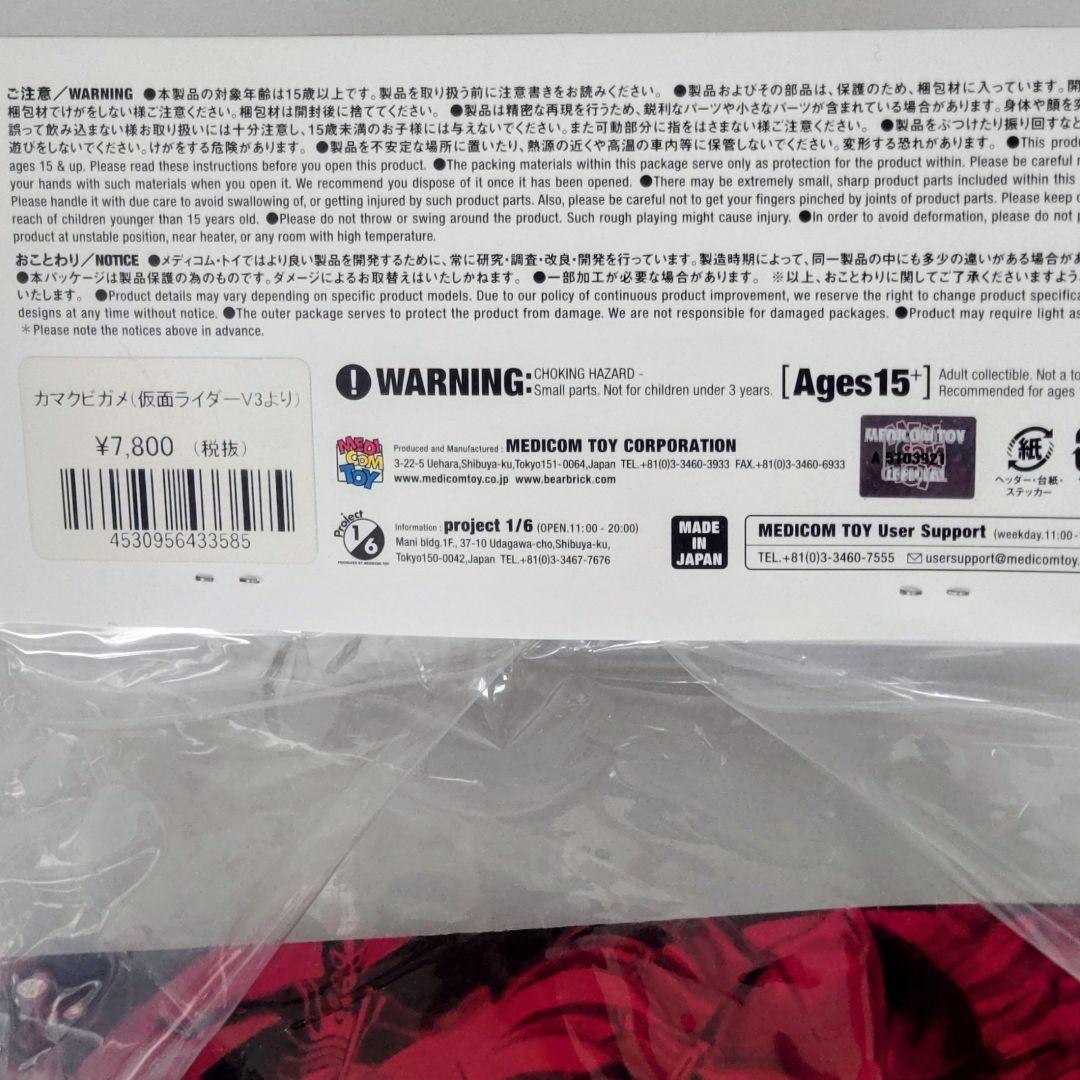 ご注意／WARNING ●本製品の対象年齢は15歳以上です。製品を取り扱う前に注意書きをお読みください。 ●製品およびその部品は、保護のため、梱包材に入っています。開
梱包材でけがをしない様ご注意ください。梱包材は開封後に捨ててください。 ●製品は精密な再現を行うため、鋭利なパーツや小さなパーツが含まれている場合があります。身体や顔を突
誤って飲み込まない様お取り扱いには十分注意し、15歳未満のお子様には与えないでください。また可動部分に指をはさまない様ご注意ください。 ●製品をぶつけたり振り回すなど
遊びをしないでください。けがをする危険があります。 ●製品を不安定な場所に置いたり、熱源の近くや高温の車内等に保管しないでください。変形する恐れがあります。 ●This produ
ages 15 & up. Please read these instructions before you open this product. ●The packing materials within this package serve only as protection for the product within. Please be careful
your hands with such materials when you open it. We recommend you dispose of it once it has been opened. ●There may be extremely small, sharp product parts included within this
Please handle it with due care to avoid swallowing of, or getting injured by such product parts. Also, please be careful not to get your fingers pinched by joints of product parts. Please keep
reach of children younger than 15 years old. ●Please do not throw or swing around the product. Such rough playing might cause injury. ●In order to avoid deformation, please do not
product at unstable position, near heater, or any room with high temperature.
おことわり／NOTICE ●メディコム・トイではより良い製品を開発するために、常に研究・調査・改良・開発を行っています。製造時期によって、同一製品の中にも多少の違いがある場合があ
●本パッケージは製品保護の為のものです。ダメージによるお取替えはいたしかねます。 ●一部加工が必要な場合があります。 ※以上、おことわりに関してご了承くださいますよう
いたします。 ●Product details may vary depending on specific product models. Due to our policy of continuous product improvement, we reserve the right to change product specifica
designs at any time without notice. ●The outer package serves to protect the product from damage. We are not responsible for damaged packages. ●Product may require light as
＊Please note the notices above in advance.
カマクビガメ(仮面ライダーV3より)
¥7,800 (税抜)
4530956433585
WARNING: CHOKING HAZARD -
Small parts. Not for children under 3 years.
[Ages15+]
Adult collectible. Not a to
Recommended for ages
MEDI COM TOY
Produced and Manufactured : MEDICOM TOY CORPORATION
3-22-5 Uehara,Shibuya-ku,Tokyo151-0064,Japan TEL.+81(0)3-3460-3933 FAX.+81(0)3-3460-6933
www.medicomtoy.co.jp www.bearbrick.com
MEDICOM TOY
A 5103921
OFFICIAL
紙
ヘッダー・台紙・
ステッカー
Project 1/6
PRODUCED BY MEDICOM TOY
Information : project 1/6 (OPEN.11:00 - 20:00)
Mani bldg.1F., 37-10 Udagawa-cho,Shibuya-ku,
Tokyo150-0042,Japan TEL.+81(0)3-3467-7676
MADE
IN
JAPAN
MEDICOM TOY User Support (weekday.11:00-
TEL.+81(0)3-3460-7555 usersupport@medicomtoy.